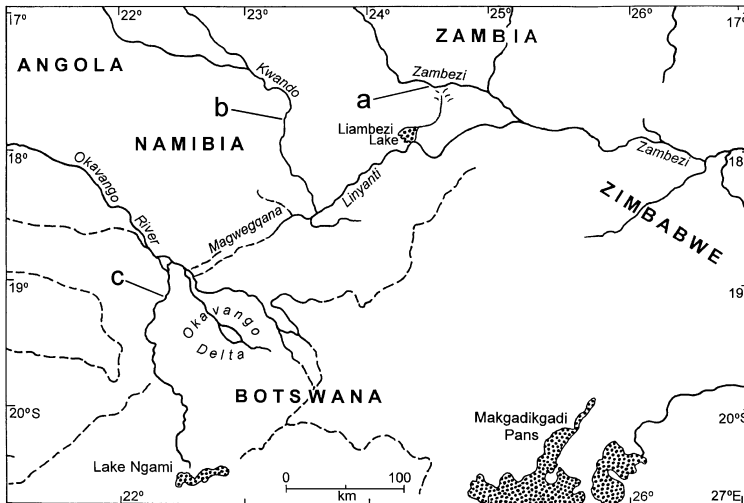 17°
22°
23°
24°
25°
26°
17°
ZAMBIA
ANGOLA
Kwando
Zambezi
a
b
Liambezi
Lake
NAMIBIA
18°
Okavango
River
Linyanti
Zambezi
18°
ZIMBABWE
Magwegqana
19°
c
19°
Okavango
Delta
BOTSWANA
20°S
Makgadikgadi
Pans
20°S
Lake Ngami
0 100
km
22°
26°
27°E